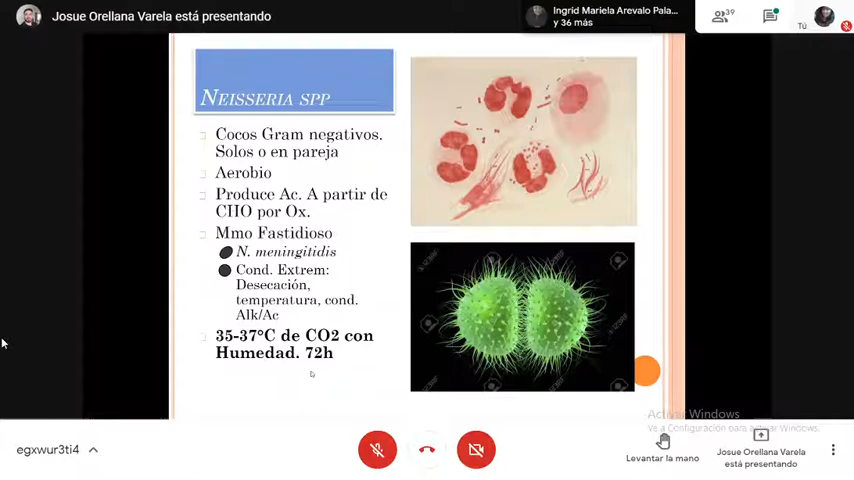 Josue Orellana Varela está presentando
Ingrid Mariela Arevalo Pala...
y 36 más
39
Tú
NEISSERIA SPP
Cocos Gram negativos.
Solos o en pareja
Aerobio
Produce Ac. A partir de
CHO por Ox.
Mmo Fastidioso
N. meningitidis
Cond. Extrem:
Desecación,
temperatura, cond.
Alk/Ac
35-37°C de CO2 con
Humedad. 72h
123RF
Activar Windows
Ve a Configuración para activar Windows.
egxwur3ti4
Levantar la mano
Josue Orellana Varela
está presentando